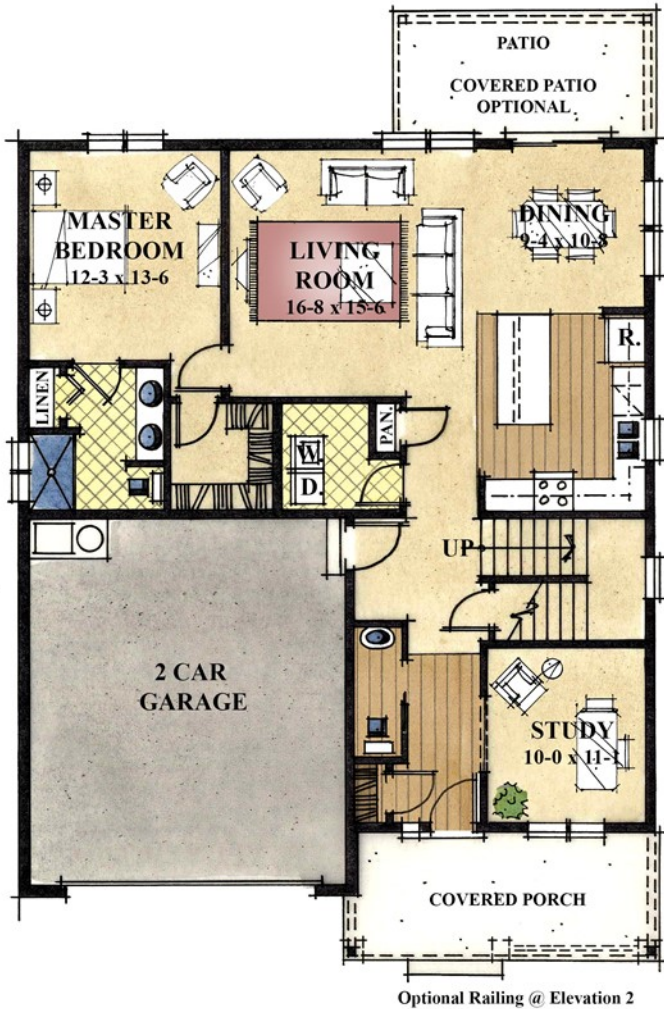 PATIO
COVERED PATIO
OPTIONAL
MASTER
BEDROOM
12-3 x 13-6
LIVING
ROOM
16-8 x 15-6
DINING
9-4 x 10-8
R.
LINEN
PAN.
W.
D.
UP
2 CAR
GARAGE
STUDY
10-0 x 11-1
COVERED PORCH
Optional Railing @ Elevation 2